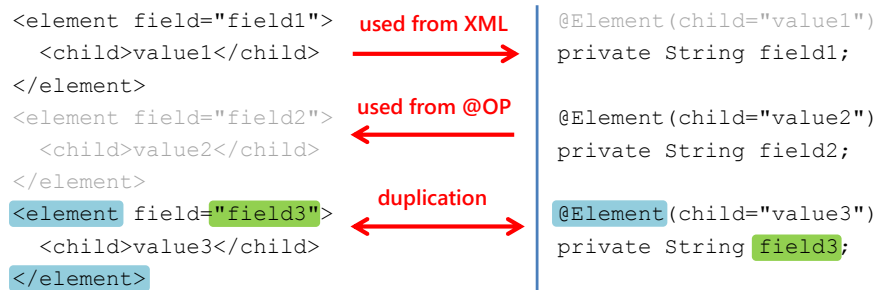 <element field="field1">
<child>value1</child>
</element>
<element field="field2">
<child>value2</child>
</element>
<element field="field3">
<child>value3</child>
</element>
used from XML
used from @OP
duplication
@Element(child="value1")
private String field1;
@Element(child="value2")
private String field2;
@Element(child="value3")
private String field3;